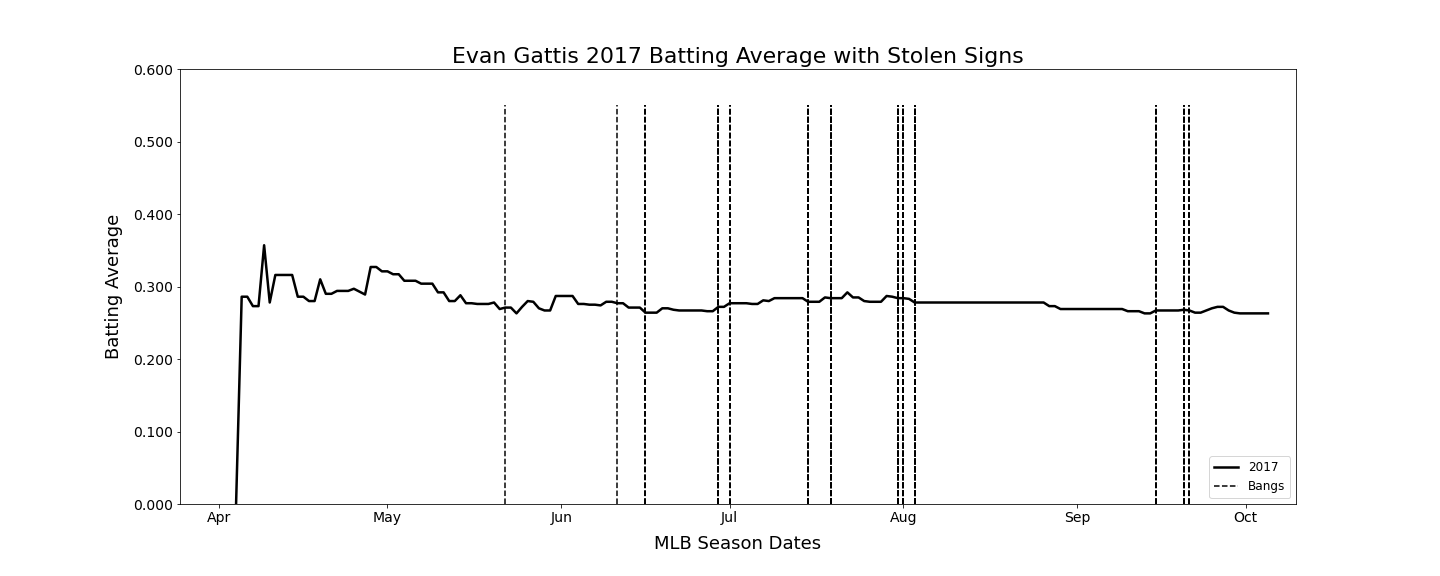 Evan Gattis 2017 Batting Average with Stolen Signs
0.600
0.500
0.400
0.300
0.200
0.100
0.000
Batting Average
Apr May Jun Jul Aug Sep Oct
MLB Season Dates
2017
Bangs